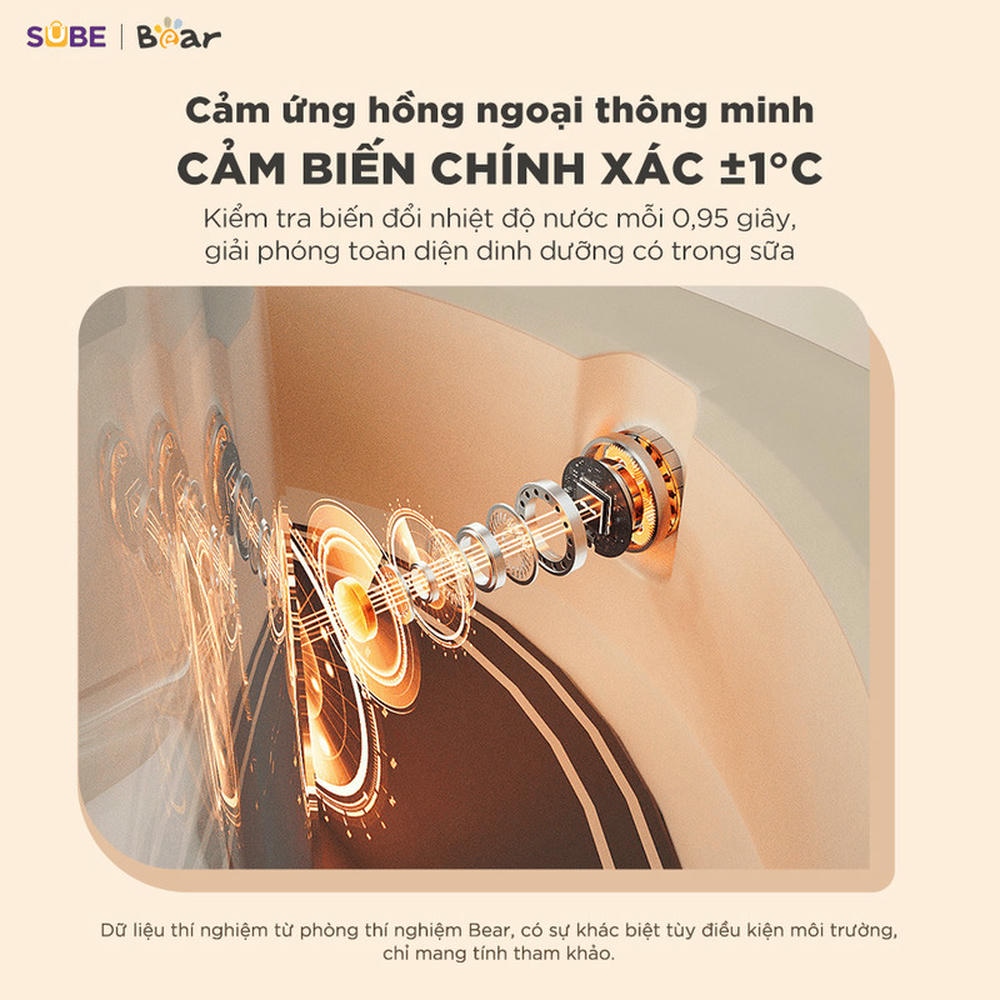 SUBE | Bear
Cảm ứng hồng ngoại thông minh
CẢM BIẾN CHÍNH XÁC ±1°C
Kiểm tra biến đổi nhiệt độ nước mỗi 0,95 giây,
giải phóng toàn diện dinh dưỡng có trong sữa
Dữ liệu thí nghiệm từ phòng thí nghiệm Bear, có sự khác biệt tùy điều kiện môi trường,
chỉ mang tính tham khảo.